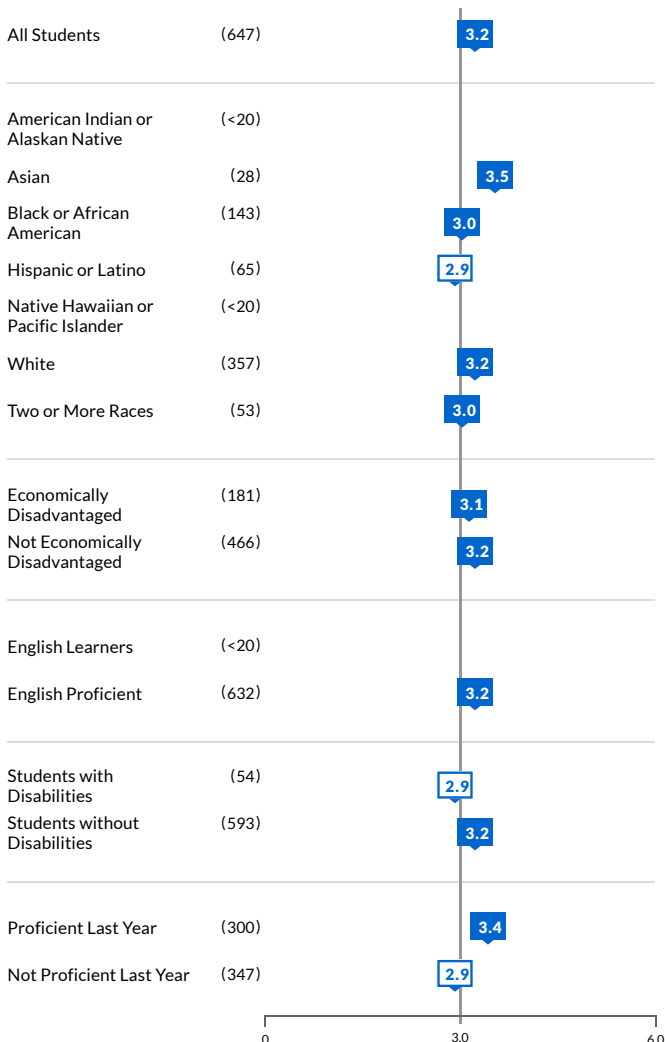 All Students (647) 3.2
American Indian or (<20)
Alaskan Native
Asian (28) 3.5
Black or African (143) 3.0
American
Hispanic or Latino (65) 2.9
Native Hawaiian or (<20)
Pacific Islander
White (357) 3.2
Two or More Races (53) 3.0
Economically (181) 3.1
Disadvantaged
Not Economically (466) 3.2
Disadvantaged
English Learners (<20)
English Proficient (632) 3.2
Students with (54) 2.9
Disabilities
Students without (593) 3.2
Disabilities
Proficient Last Year (300) 3.4
Not Proficient Last Year (347) 2.9
0 3.0 6.0